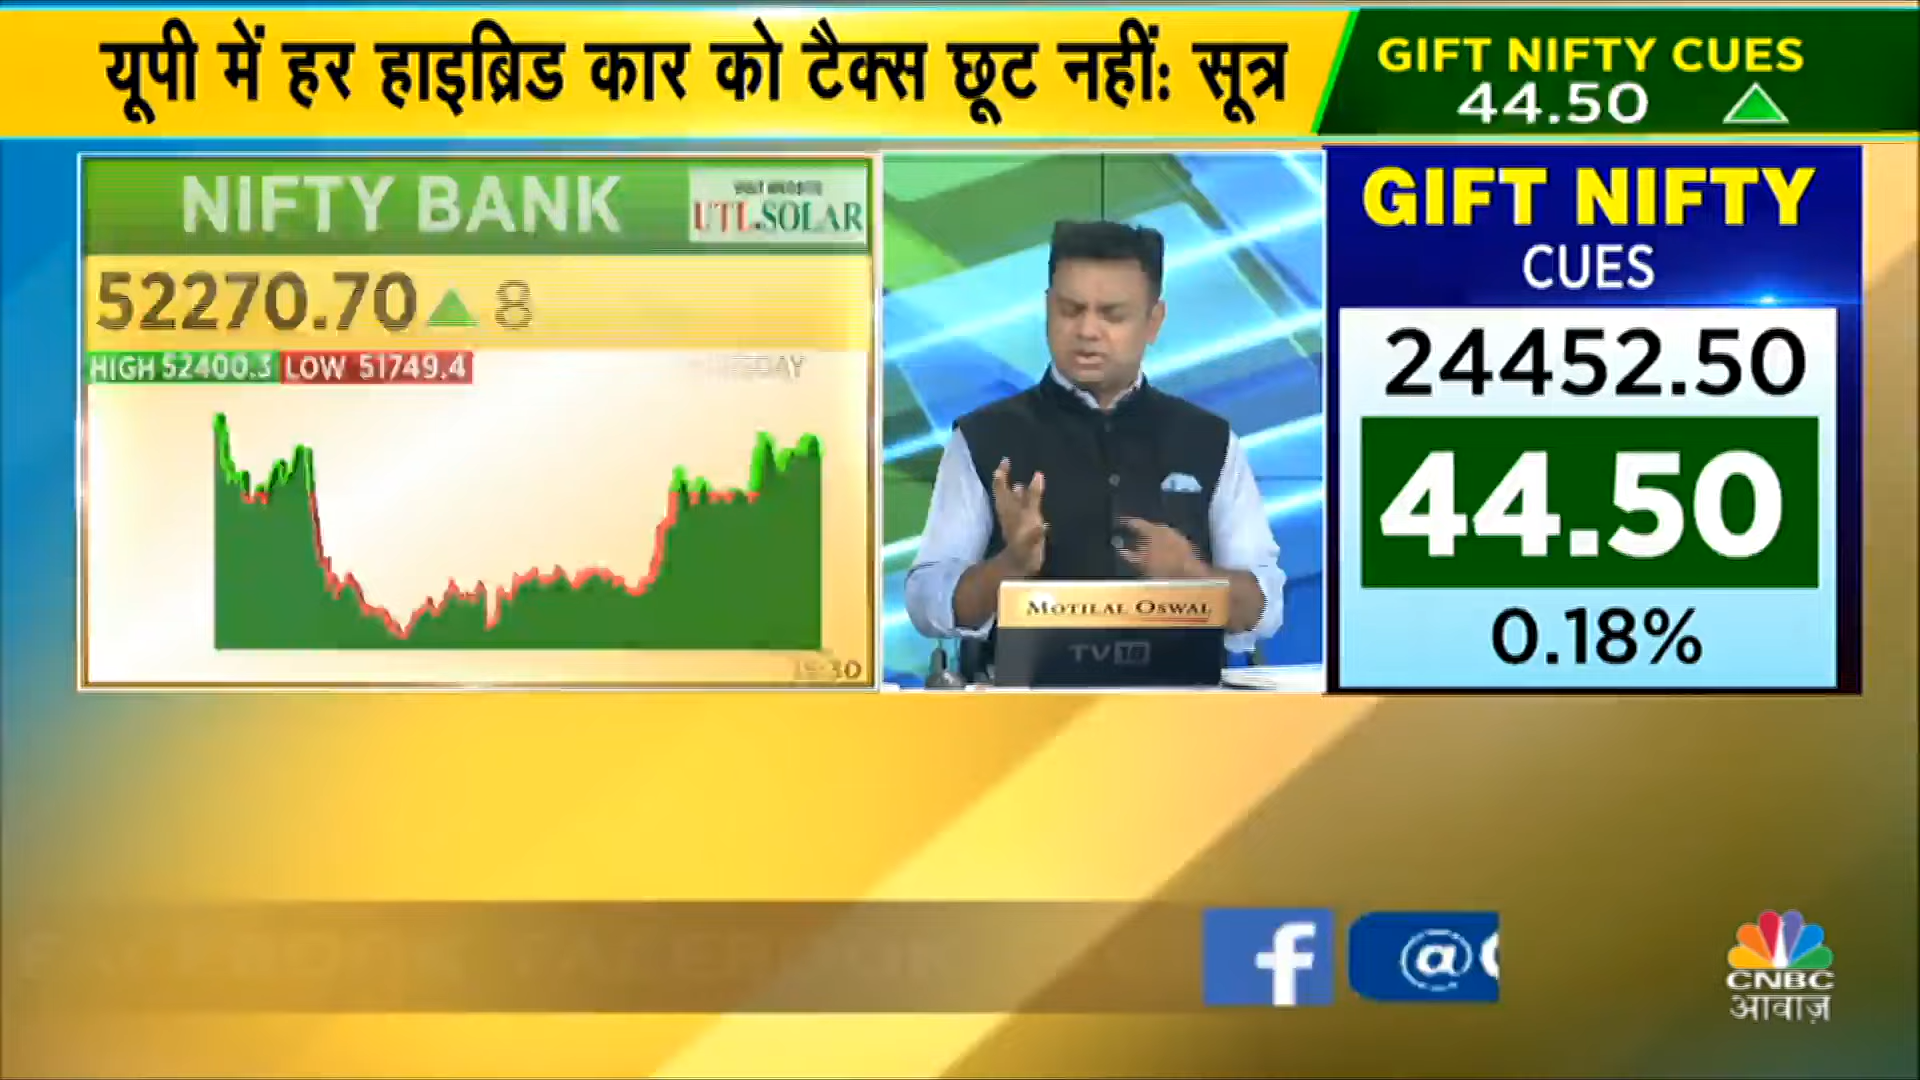 यूपी में हर हाइब्रिड कार को टैक्स छूट नहीं: सूत्र
GIFT NIFTY CUES
44.50
NIFTY BANK
UTL.SOLAR
52270.70 8
HIGH 52400.3 LOW 51749.4
MOTILAL OSWAL
TV18
GIFT NIFTY
CUES
24452.50
44.50
0.18%
f
@
CNBC
आवाज़